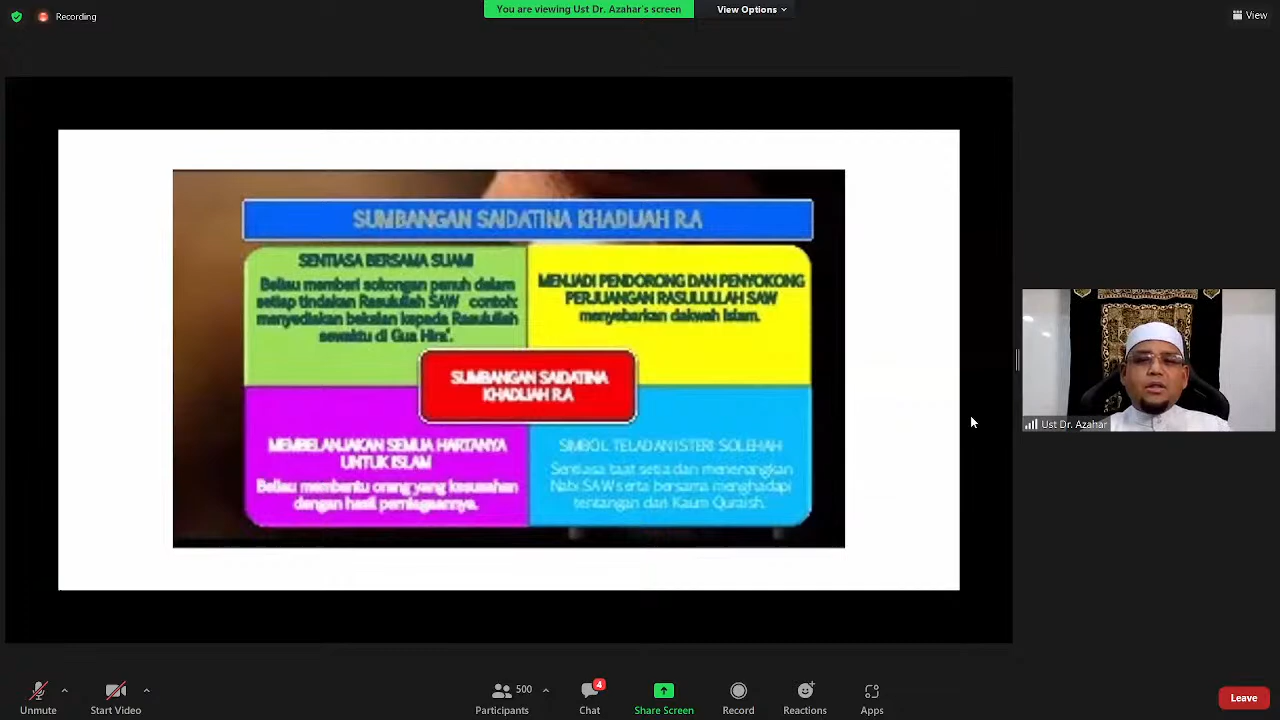 Recording
You are viewing Ust Dr. Azahar's screen
View Options
View
SUMBANGAN SAIDATINA KHADIJAH R.A
SENTIASA BERSAMA SUAMI
Beliau memberi sokongan penuh dalam
setiap tindakan Rasulullah SAW contoh:
menyediakan bekalan kepada Rasulullah
sewaktu di Gua Hira'.
MENJADI PENDORONG DAN PENYOKONG
PERJUANGAN RASULULLAH SAW
menyebarkan dakwah Islam.
SUMBANGAN SAIDATINA
KHADIJAH R.A
MEMBELANJAKAN SEMUA HARTANYA
UNTUK ISLAM
Beliau membantu orang yang kesusahan
dengan hasil perniagaannya.
SIMBOL TELADAN ISTERI SOLEHAH
Sentiasa taat setia dan menenangkan
Nabi SAW serta bersama menghadapi
tentangan dari Kaum Quraish.
Ust Dr. Azahar
Unmute
Start Video
500
Participants
4
Chat
Share Screen
Record
Reactions
Apps
Leave